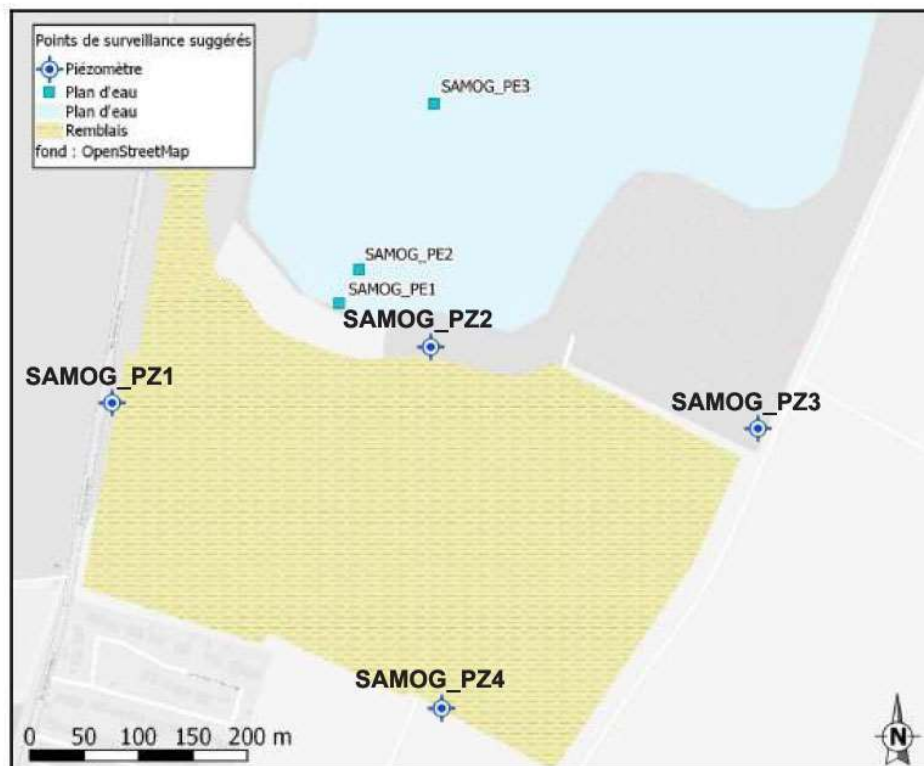 Points de surveillance suggérés
Piézomètre
Plan d'eau
Plan d'eau
Remblais
fond : OpenStreetMap
SAMOG_PE3
SAMOG_PE2
SAMOG_PE1
SAMOG_PZ2
SAMOG_PZ1
SAMOG_PZ3
SAMOG_PZ4
0 50 100 150 200 m
N